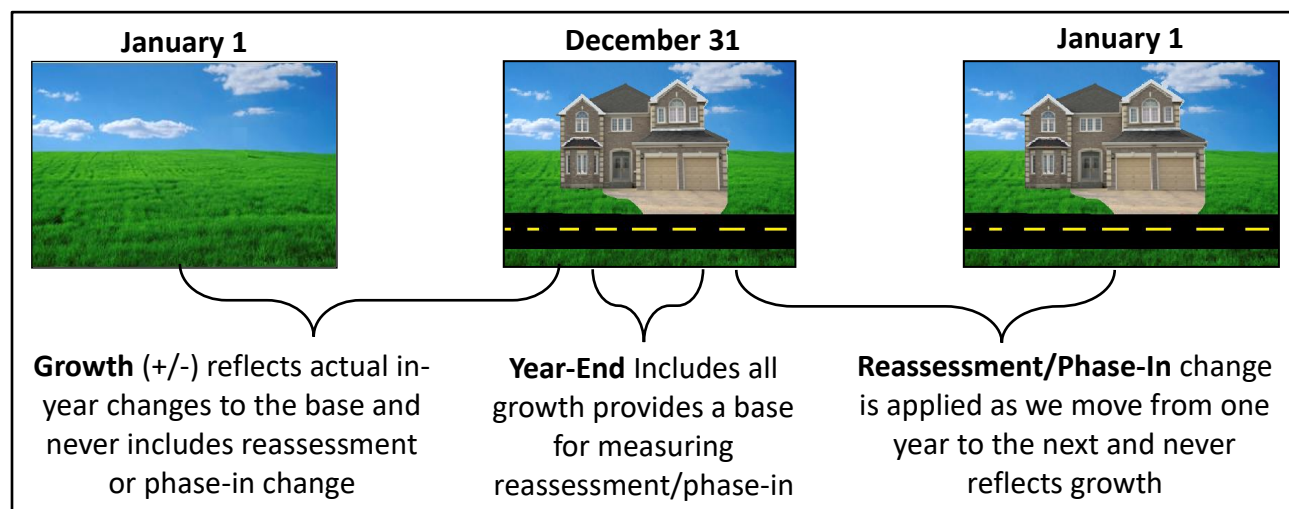 January 1
December 31
January 1
Growth (+/-) reflects actual in-
year changes to the base and
never includes reassessment
or phase-in change
Year-End Includes all
growth provides a base
for measuring
reassessment/phase-in
Reassessment/Phase-In change
is applied as we move from one
year to the next and never
reflects growth